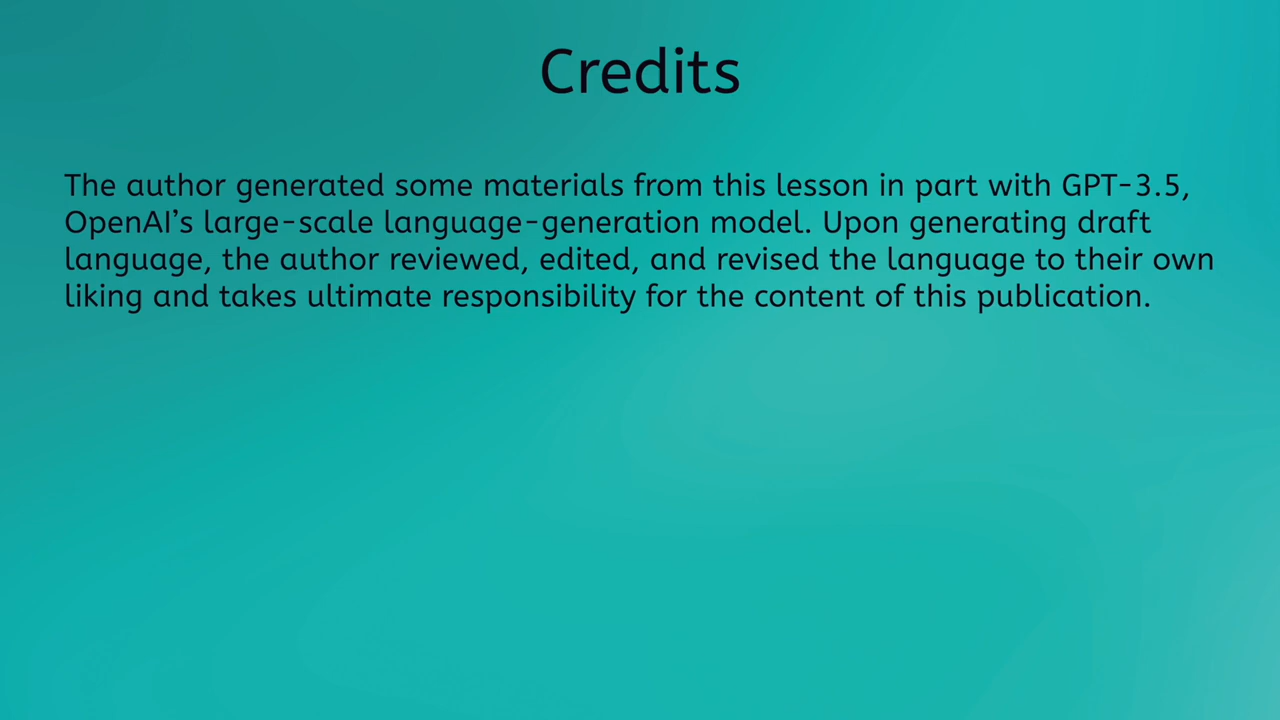 Credits
The author generated some materials from this lesson in part with GPT-3.5,
OpenAI’s large-scale language-generation model. Upon generating draft
language, the author reviewed, edited, and revised the language to their own
liking and takes ultimate responsibility for the content of this publication.